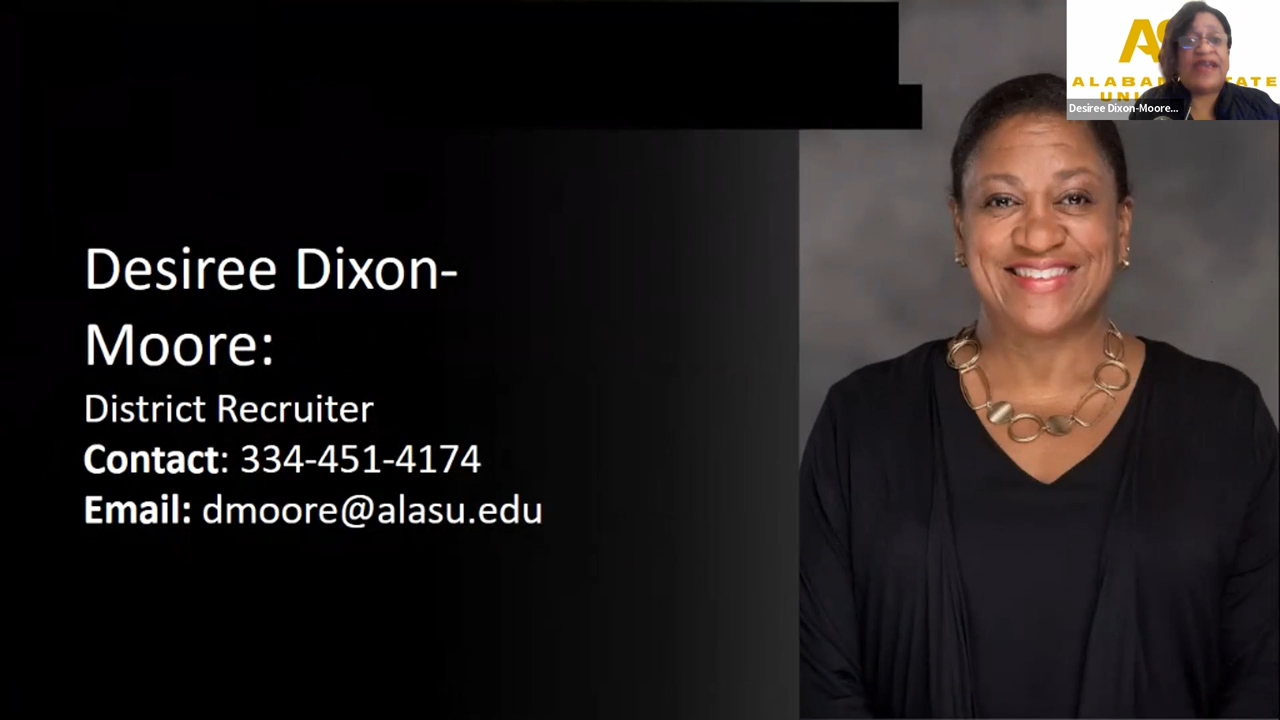 Desiree Dixon-
Moore:
District Recruiter
Contact: 334-451-4174
Email: dmoore@alasu.edu
Desiree Dixon-Moore...